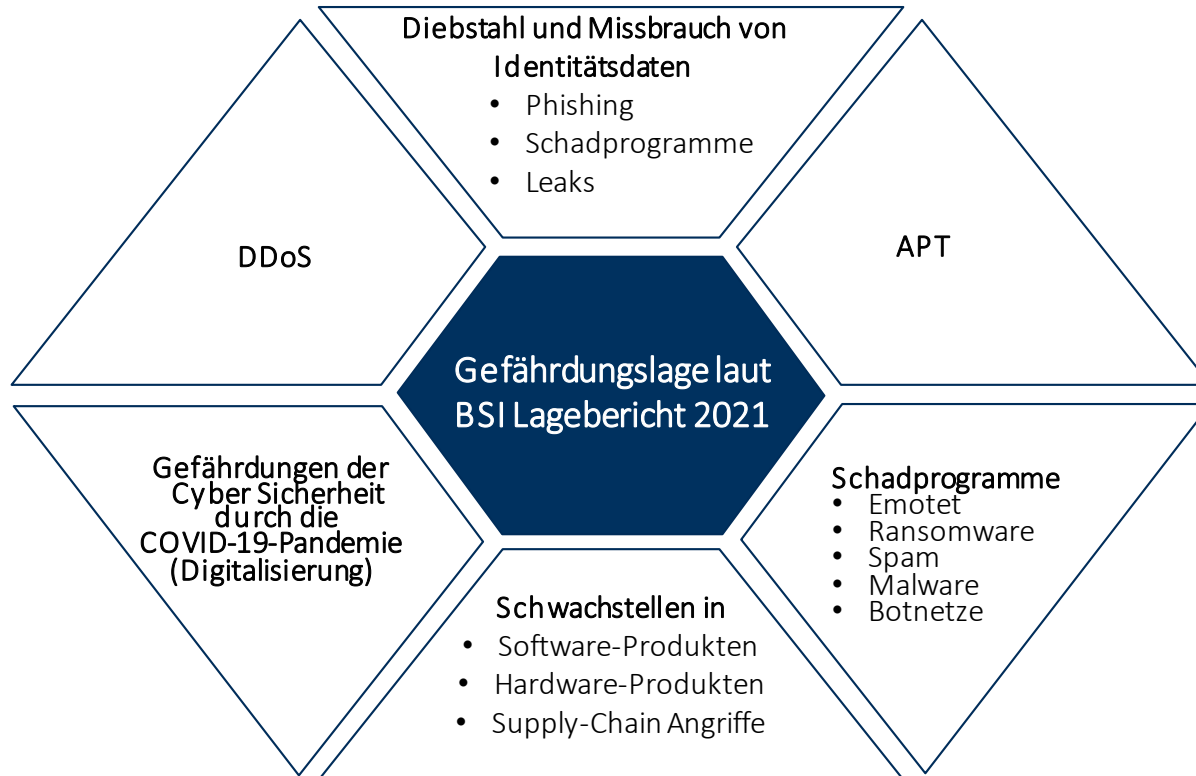 Diebstahl und Missbrauch von
Identitätsdaten
• Phishing
• Schadprogramme
• Leaks
DDoS
APT
Gefährdungslage laut
BSI Lagebericht 2021
Gefährdungen der
Cyber Sicherheit
durch die
COVID-19-Pandemie
(Digitalisierung)
Schadprogramme
• Emotet
• Ransomware
• Spam
• Malware
• Botnetze
Schwachstellen in
• Software-Produkten
• Hardware-Produkten
• Supply-Chain Angriffe